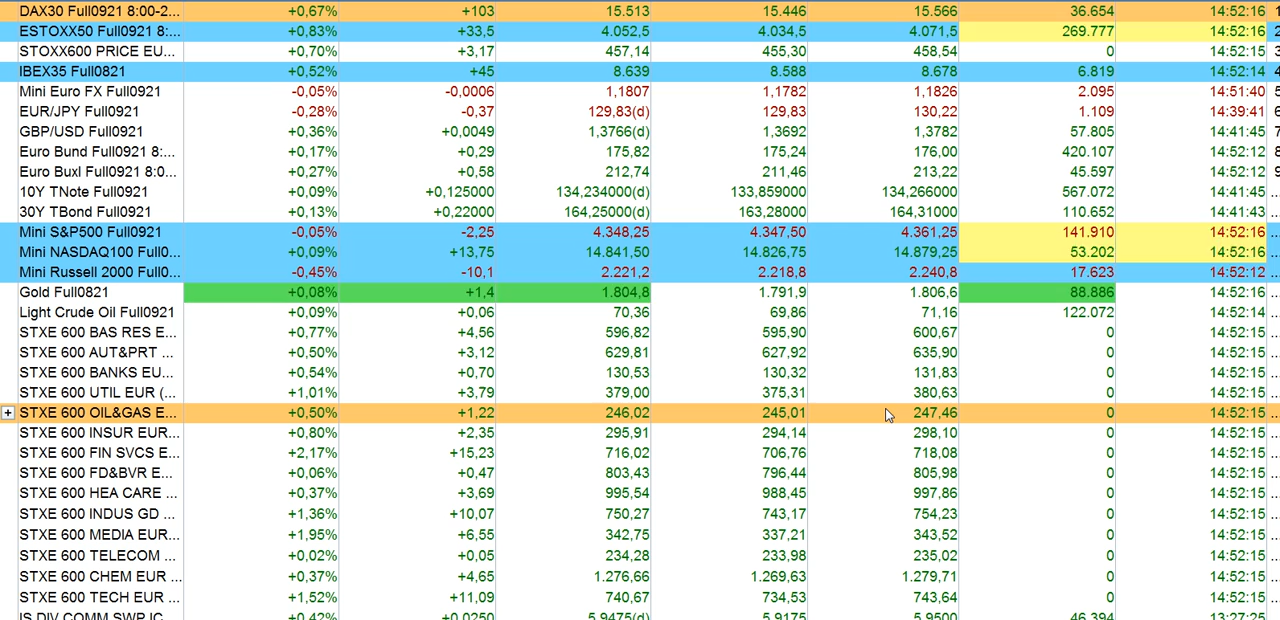 DAX30 Full0921 8:00-2... +0,67% +103 15.513 15.446 15.566 36.654 14:52:16 1
ESTOXX50 Full0921 8:... +0,83% +33,5 4.052,5 4.034,5 4.071,5 269.777 14:52:16 2
STOXX600 PRICE EU... +0,70% +3,17 457,14 455,30 458,54 0 14:52:15 3
IBEX35 Full0821 +0,52% +45 8.639 8.588 8.678 6.819 14:52:14 4
Mini Euro FX Full0921 -0,05% -0,0006 1,1807 1,1782 1,1826 2.095 14:51:40 5
EUR/JPY Full0921 -0,28% -0,37 129,83(d) 129,83 130,22 1.109 14:39:41 6
GBP/USD Full0921 +0,36% +0,0049 1,3766(d) 1,3692 1,3782 57.805 14:41:45 7
Euro Bund Full0921 8:... +0,17% +0,29 175,82 175,24 176,00 420.107 14:52:12 8
Euro Buxl Full0921 8:0... +0,27% +0,58 212,74 211,46 213,22 45.597 14:52:12 9
10Y TNote Full0921 +0,09% +0,125000 134,234000(d) 133,859000 134,266000 567.072 14:41:45 ...
30Y TBond Full0921 +0,13% +0,22000 164,25000(d) 163,28000 164,31000 110.652 14:41:43 ...
Mini S&P500 Full0921 -0,05% -2,25 4.348,25 4.347,50 4.361,25 141.910 14:52:16 ...
Mini NASDAQ100 Full0... +0,09% +13,75 14.841,50 14.826,75 14.879,25 53.202 14:52:16 ...
Mini Russell 2000 Full0... -0,45% -10,1 2.221,2 2.218,8 2.240,8 17.623 14:52:12 ...
Gold Full0821 +0,08% +1,4 1.804,8 1.791,9 1.806,6 88.886 14:52:16 ...
Light Crude Oil Full0921 +0,09% +0,06 70,36 69,86 71,16 122.072 14:52:14 ...
STXE 600 BAS RES E... +0,77% +4,56 596,82 595,90 600,67 0 14:52:15 ...
STXE 600 AUT&PRT ... +0,50% +3,12 629,81 627,92 635,90 0 14:52:15 ...
STXE 600 BANKS EU... +0,54% +0,70 130,53 130,32 131,83 0 14:52:15 ...
STXE 600 UTIL EUR (... +1,01% +3,79 379,00 375,31 380,63 0 14:52:15 ...
STXE 600 OIL&GAS E... +0,50% +1,22 246,02 245,01 247,46 0 14:52:15 ...
STXE 600 INSUR EUR... +0,80% +2,35 295,91 294,14 298,10 0 14:52:15 ...
STXE 600 FIN SVCS E... +2,17% +15,23 716,02 706,76 718,08 0 14:52:15 ...
STXE 600 FD&BVR E... +0,06% +0,47 803,43 796,44 805,98 0 14:52:15 ...
STXE 600 HEA CARE ... +0,37% +3,69 995,54 988,45 997,86 0 14:52:15 ...
STXE 600 INDUS GD ... +1,36% +10,07 750,27 743,17 754,23 0 14:52:15 ...
STXE 600 MEDIA EUR... +1,95% +6,55 342,75 337,21 343,52 0 14:52:15 ...
STXE 600 TELECOM ... +0,02% +0,05 234,28 233,98 235,02 0 14:52:15 ...
STXE 600 CHEM EUR ... +0,37% +4,65 1.276,66 1.269,63 1.279,71 0 14:52:15 ...
STXE 600 TECH EUR ... +1,52% +11,09 740,67 734,53 743,64 0 14:52:15 ...
IS DIV COMM SWP IC... +0,42% +0,0250 5,9475(d) 5,9175 5,9500 46.394 13:27:25 ...